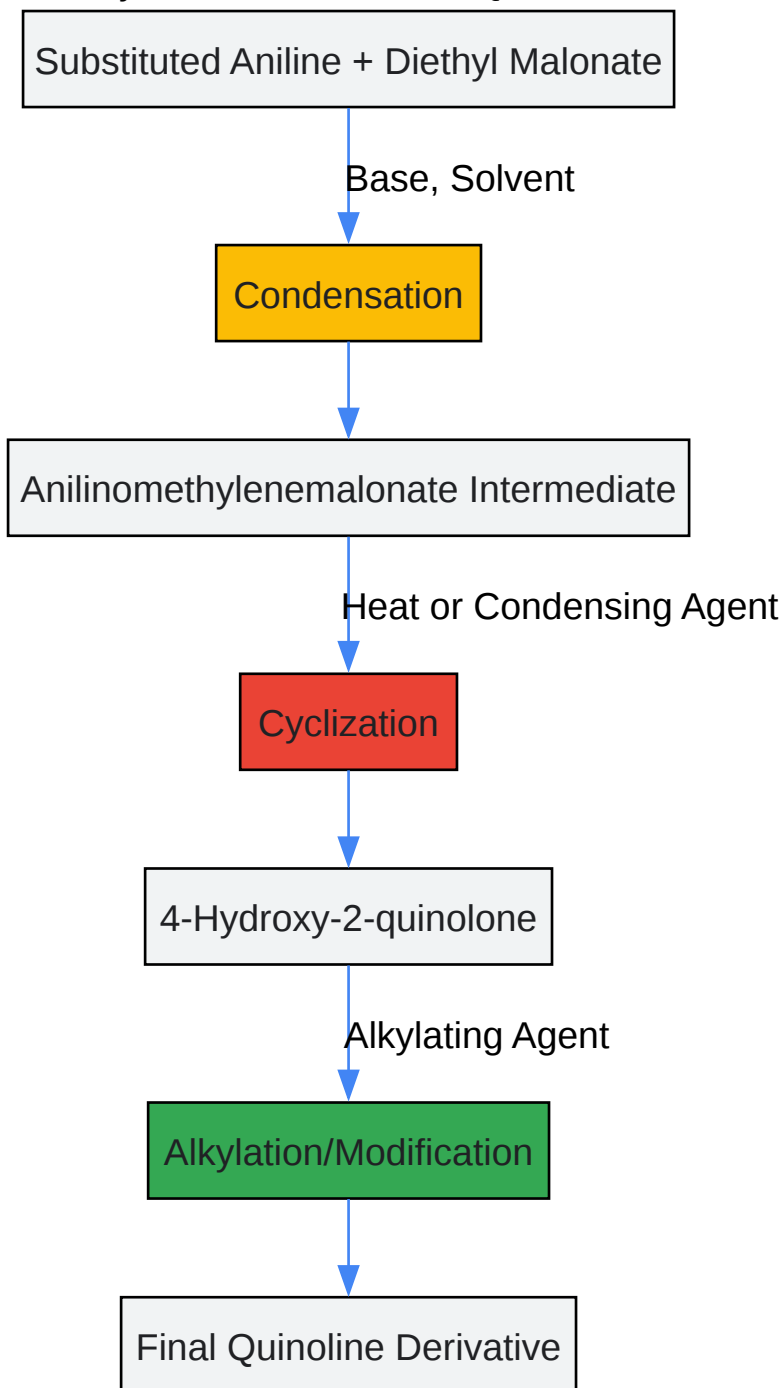 Substituted Aniline + Diethyl Malonate
Base, Solvent
Condensation
Anilinomethylenemalonate Intermediate
Heat or Condensing Agent
Cyclization
4-Hydroxy-2-quinolone
Alkylating Agent
Alkylation/Modification
Final Quinoline Derivative